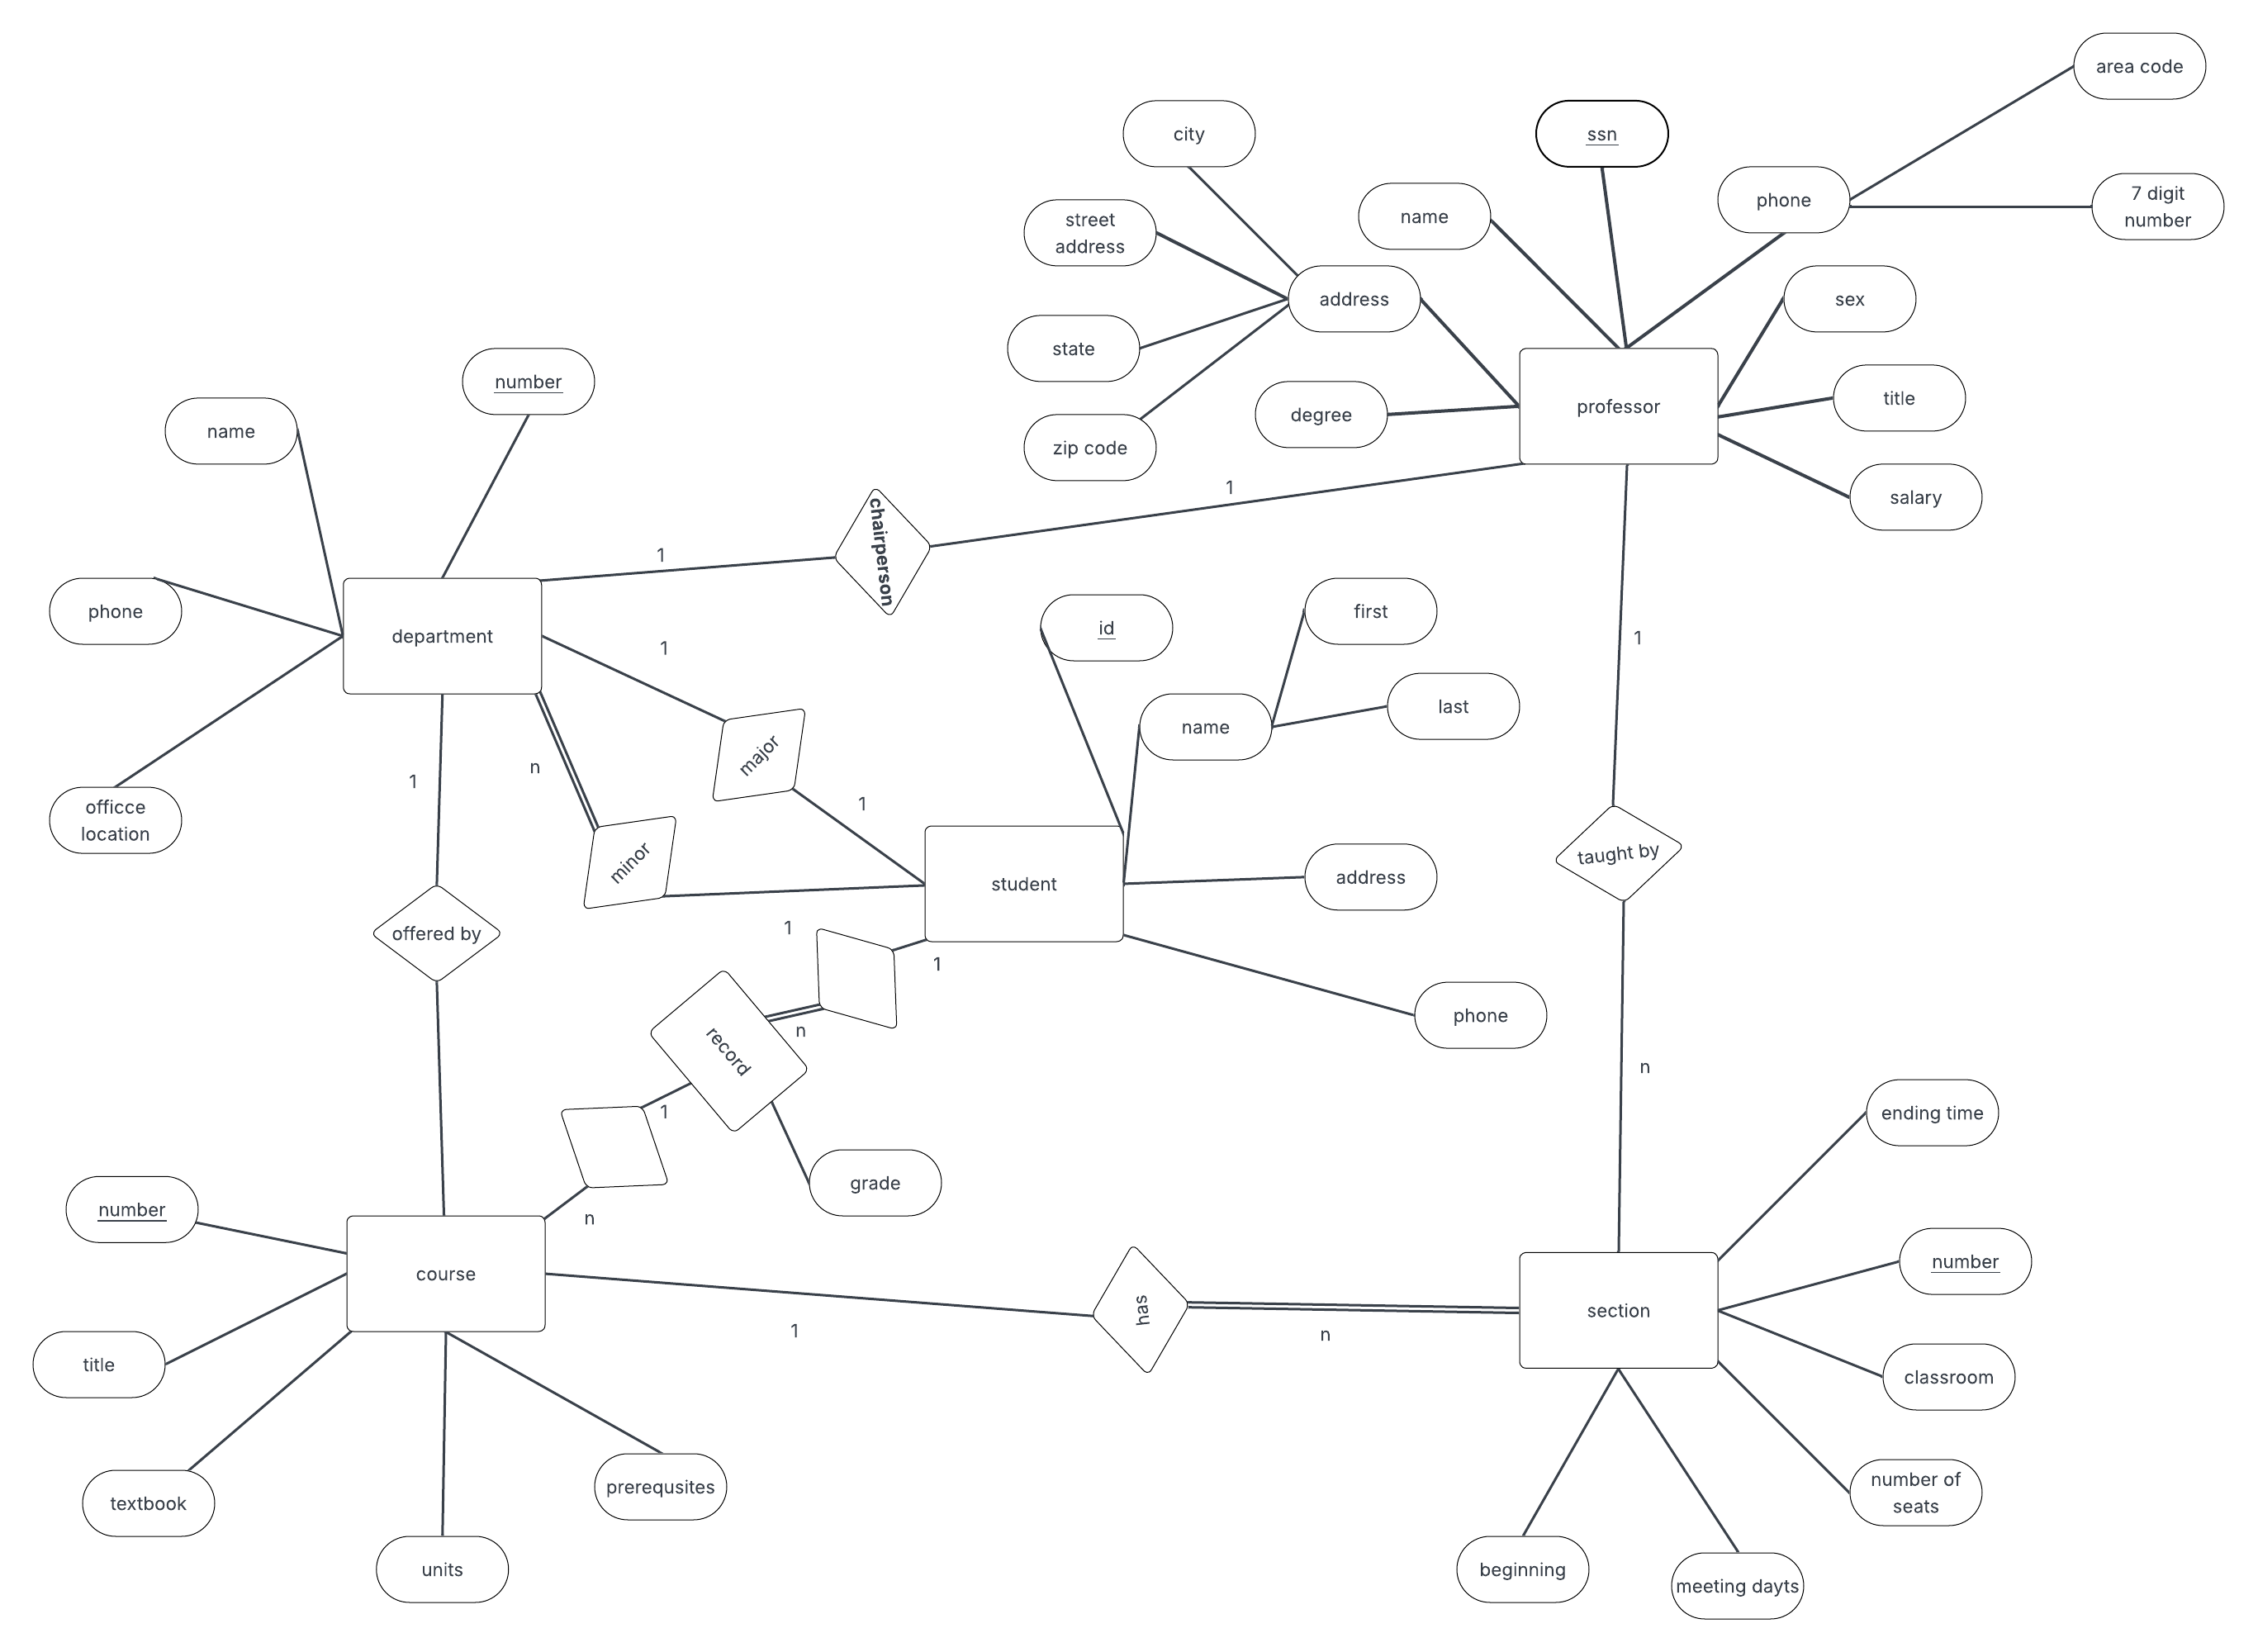 area code
city
ssn
7 digit
number
phone
name
street
address
address
sex
state
number
title
professor
degree
name
zip code
1
salary
chairperson
1
first
phone
id
department
1
1
last
name
major
n
1
1
officce
location
minor
taught by
address
student
1
offered by
1
phone
n
record
n
1
ending time
grade
number
n
number
course
has
section
1
n
title
classroom
prerequsites
number of
seats
textbook
units
beginning
meeting dayts